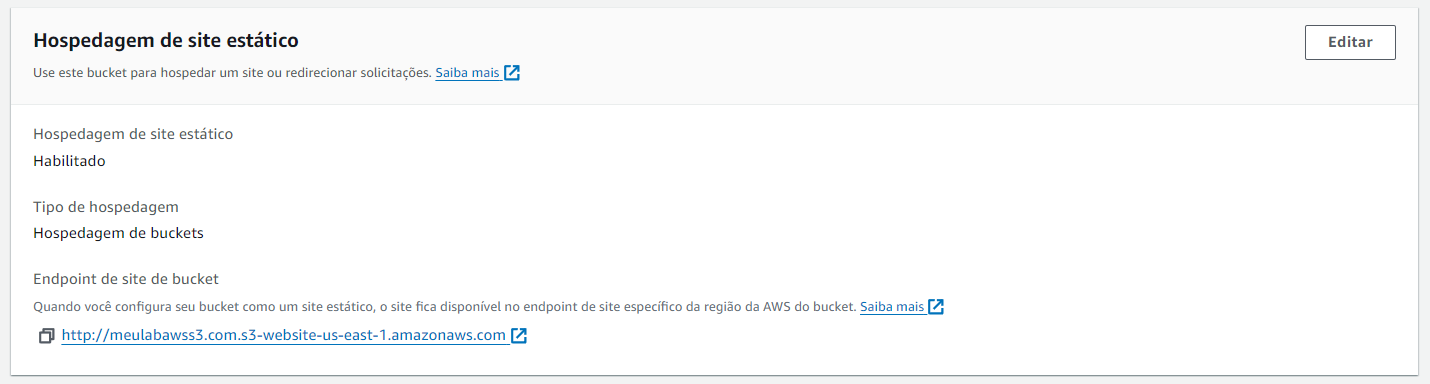 Hospedagem de site estático
Editar
Use este bucket para hospedar um site ou redirecionar solicitações. Saiba mais
Hospedagem de site estático
Habilitado
Tipo de hospedagem
Hospedagem de buckets
Endpoint de site de bucket
Quando você configura seu bucket como um site estático, o site fica disponível no endpoint de site específico da região da AWS do bucket. Saiba mais
http://meulabawss3.com.s3-website-us-east-1.amazonaws.com